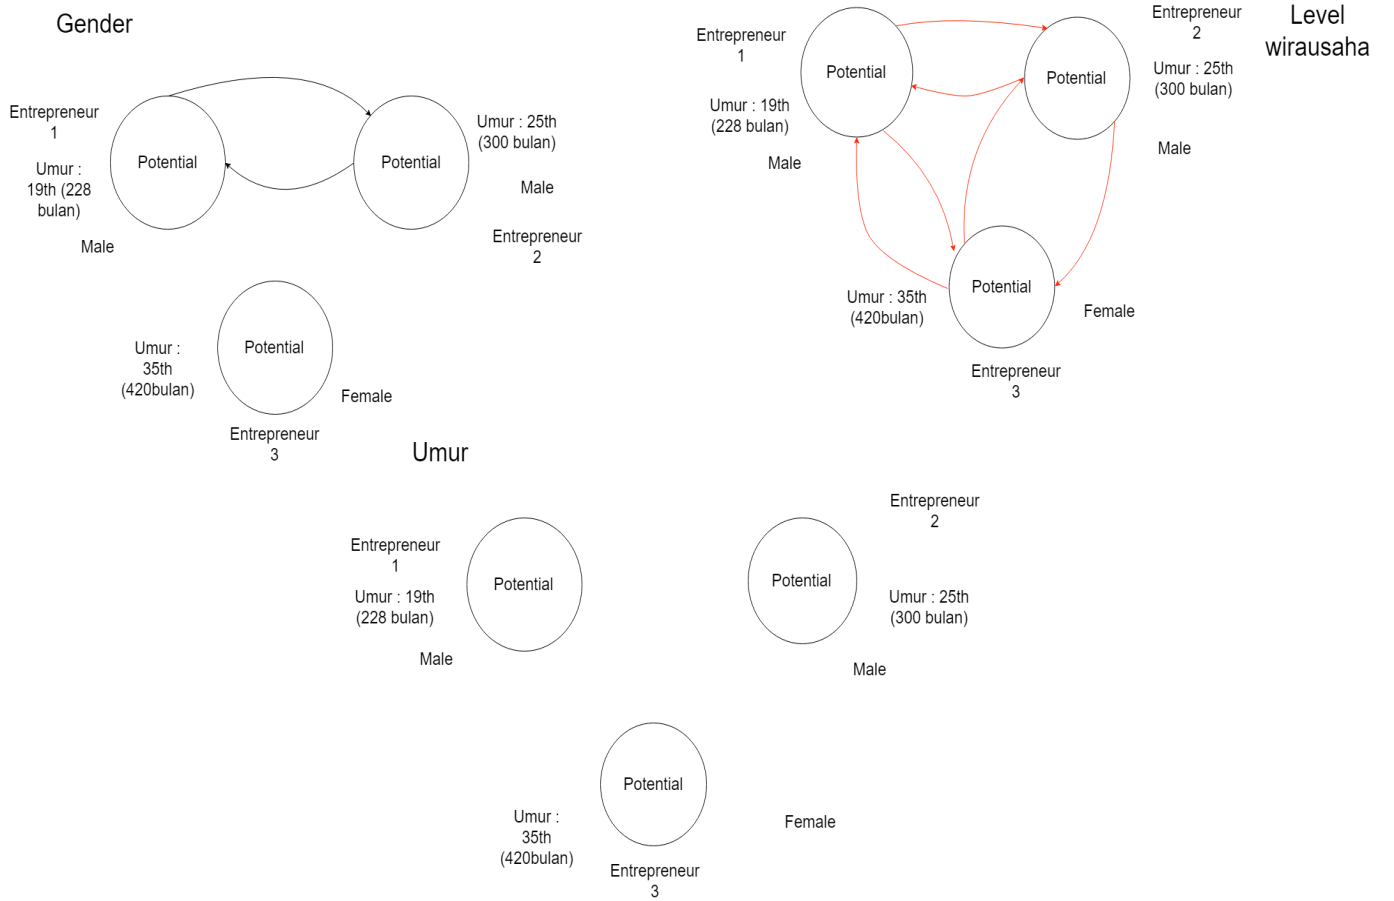 Gender
Entrepreneur
1
Umur :
19th (228
bulan)
Male
Potential
Potential
Umur : 25th
(300 bulan)
Male
Entrepreneur
2
Potential
Umur :
35th
(420bulan)
Female
Entrepreneur
3
Level
wirausaha
Entrepreneur
1
Umur : 19th
(228 bulan)
Male
Potential
Potential
Entrepreneur
2
Umur : 25th
(300 bulan)
Male
Potential
Umur : 35th
(420bulan)
Female
Entrepreneur
3
Umur
Entrepreneur
1
Umur : 19th
(228 bulan)
Male
Potential
Potential
Entrepreneur
2
Umur : 25th
(300 bulan)
Male
Potential
Umur :
35th
(420bulan)
Female
Entrepreneur
3